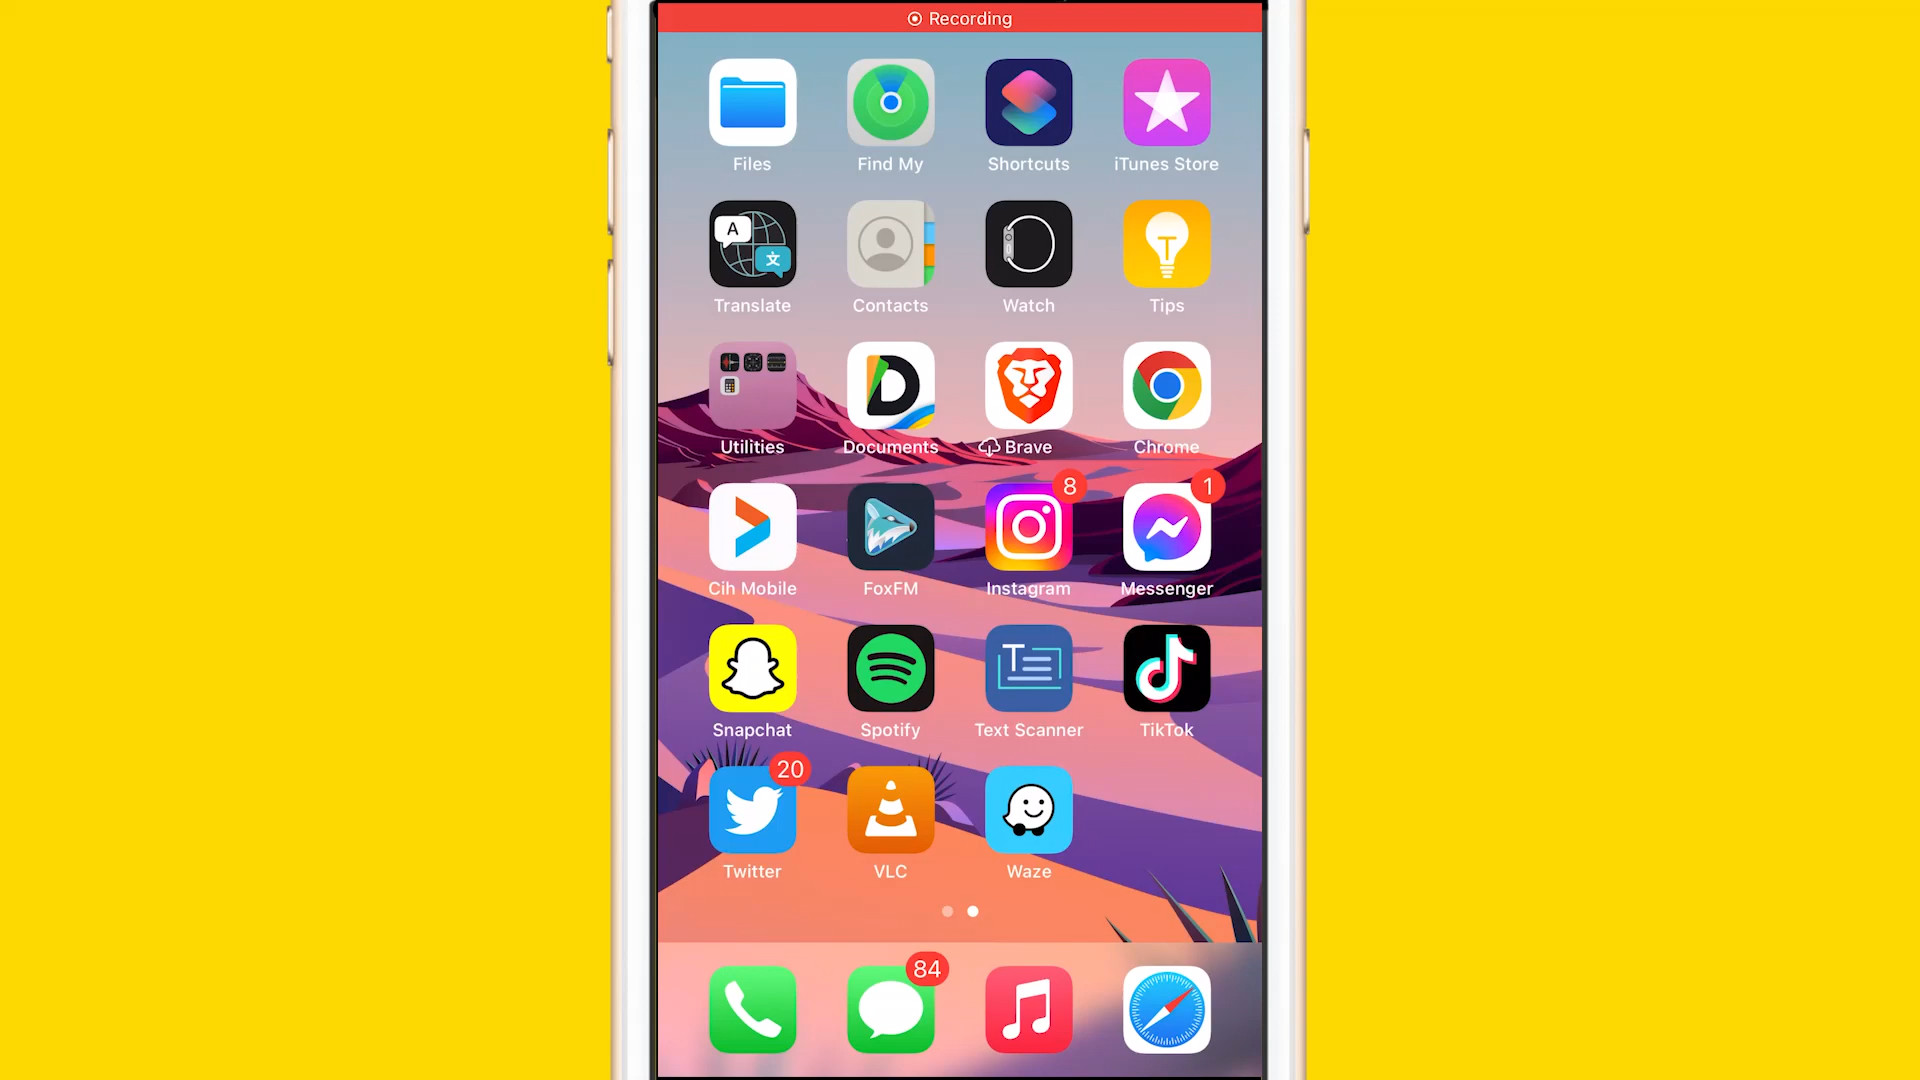 Recording
Files
Find My
Shortcuts
iTunes Store
A
文
Translate
Contacts
Watch
T
Tips
Utilities
D
Documents
Brave
Chrome
8
1
Cih Mobile
FoxFM
Instagram
Messenger
T
Snapchat
Spotify
Text Scanner
TikTok
20
Twitter
VLC
Waze
84